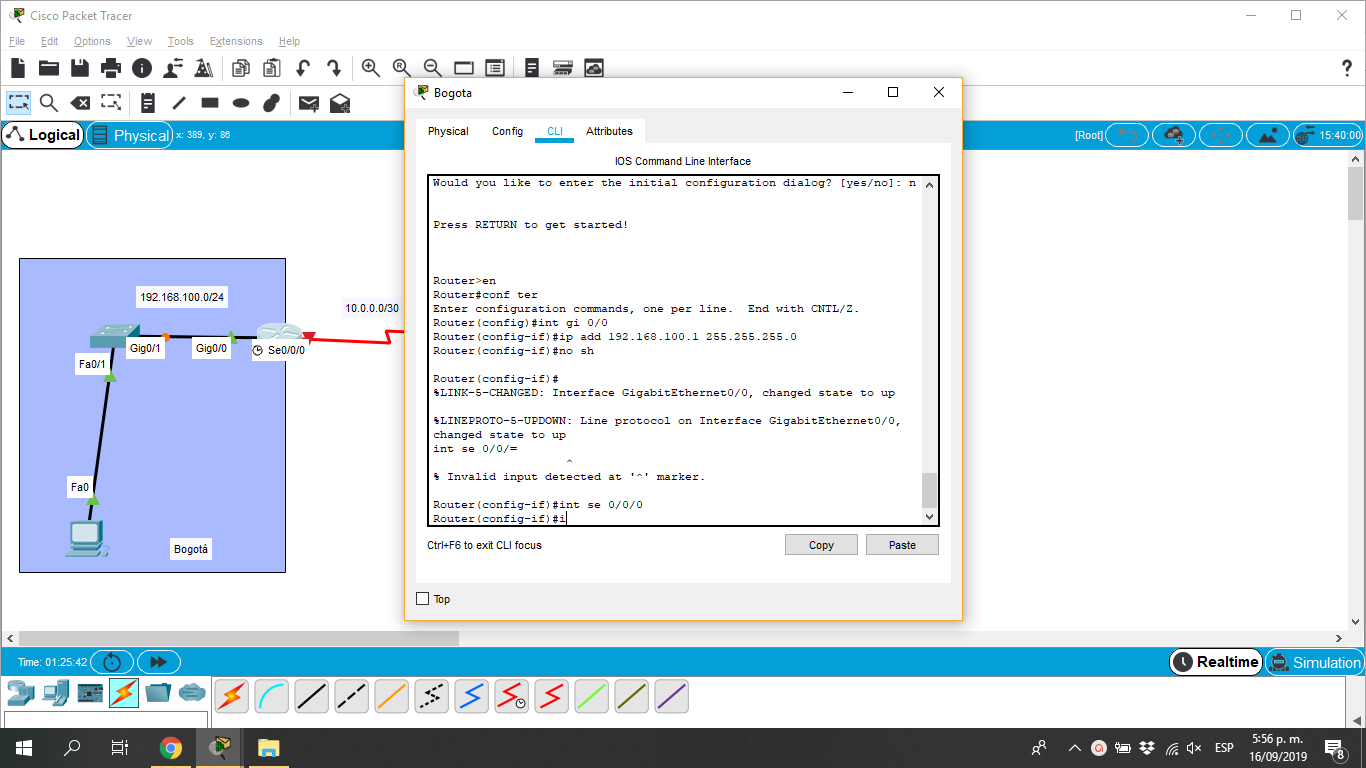 Cisco Packet Tracer
File Edit Options View Tools Extensions Help
Logical
Physical
x: 389, y: 86
[Root]
15:40:00
192.168.100.0/24
10.0.0.0/30
Gig0/1
Gig0/0
Se0/0/0
Fa0/1
Fa0
Bogotá
Bogota
Physical Config CLI Attributes
IOS Command Line Interface
Would you like to enter the initial configuration dialog? [yes/no]: n
Press RETURN to get started!
Router>en
Router#conf ter
Enter configuration commands, one per line.  End with CNTL/Z.
Router(config)#int gi 0/0
Router(config-if)#ip add 192.168.100.1 255.255.255.0
Router(config-if)#no sh
Router(config-if)#
%LINK-5-CHANGED: Interface GigabitEthernet0/0, changed state to up
%LINEPROTO-5-UPDOWN: Line protocol on Interface GigabitEthernet0/0,
changed state to up
int se 0/0/=
^
% Invalid input detected at '^' marker.
Router(config-if)#int se 0/0/0
Router(config-if)#i
Ctrl+F6 to exit CLI focus
Copy
Paste
Top
Time: 01:25:42
Realtime
Simulation
ESP
5:56 p. m.
16/09/2019
8